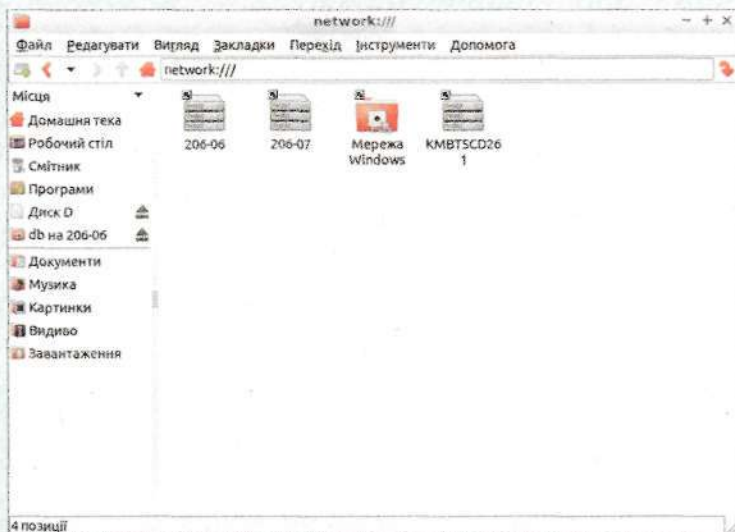 network:///
Файл Редагувати Вигляд Закладки Перехід Інструменти Допомога
network:///
Місця
Домашня тека
Робочий стіл
Смітник
Програми
Диск D
db на 206-06
Документи
Музика
Картинки
Видиво
Завантаження
206-06
206-07
Мережа
Windows
KMBT5CD26
1
4 позиції